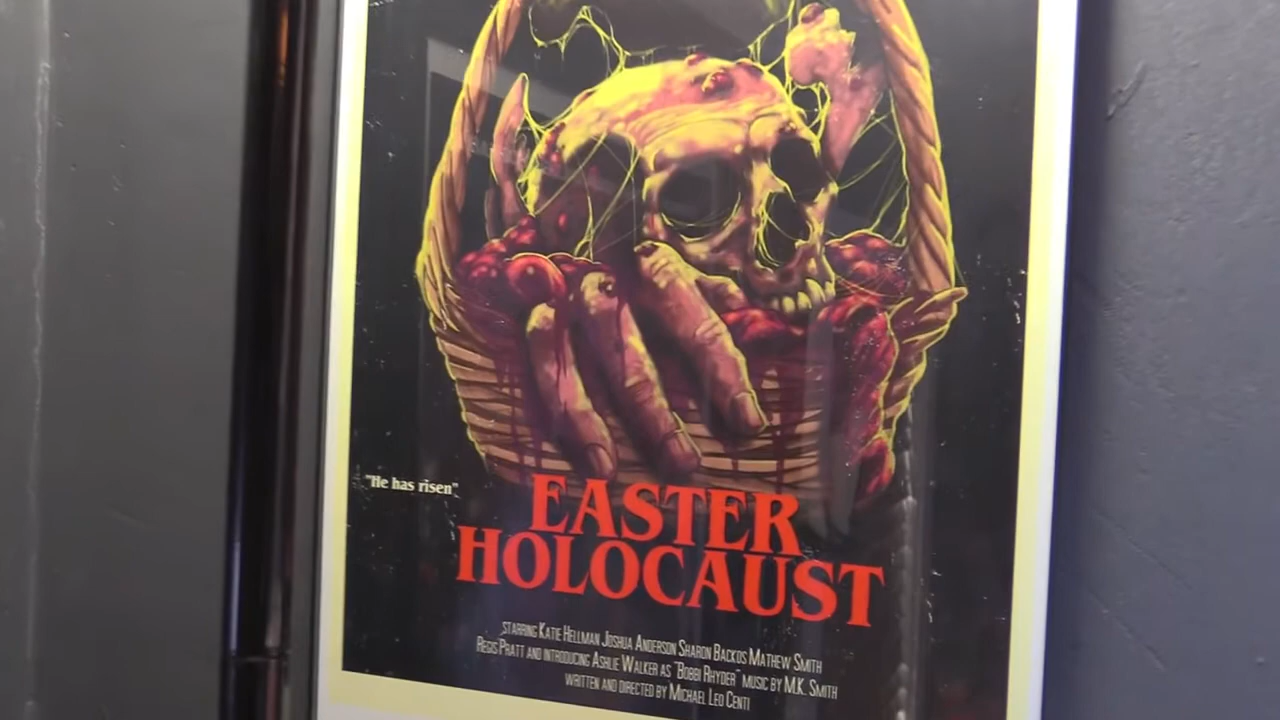 "He has risen"
EASTER
HOLOCAUST
STARRING KATIE HELLMAN JOSHUA ANDERSON SHARON BACKOS MATHEW SMITH
REGIS PRATT AND INTRODUCING ASHLIE WALKER AS "BOBBI RHYDER" MUSIC BY M.K. SMITH
WRITTEN AND DIRECTED BY MICHAEL LEO CENTI